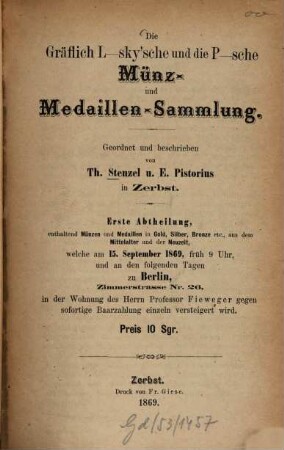 Die
Gräflich L—sky'sche und die P—sche
Münz-
und
Medaillen-Sammlung.
Geordnet und beschrieben
von
Th. Stenzel u. E. Pistorius
in Zerbst.
Erste Abtheilung,
enthaltend Münzen und Medaillen in Gold, Silber, Bronze etc., aus dem
Mittelalter und der Neuzeit,
welche am 15. September 1869, früh 9 Uhr,
und an den folgenden Tagen
zu Berlin,
Zimmerstrasse Nr. 20,
in der Wohnung des Herrn Professor Fieweger gegen
sofortige Baarzahlung einzeln versteigert wird.
Preis 10 Sgr.
Zerbst.
Druck von Fr. Giese.
1869.
Gd/53/1457